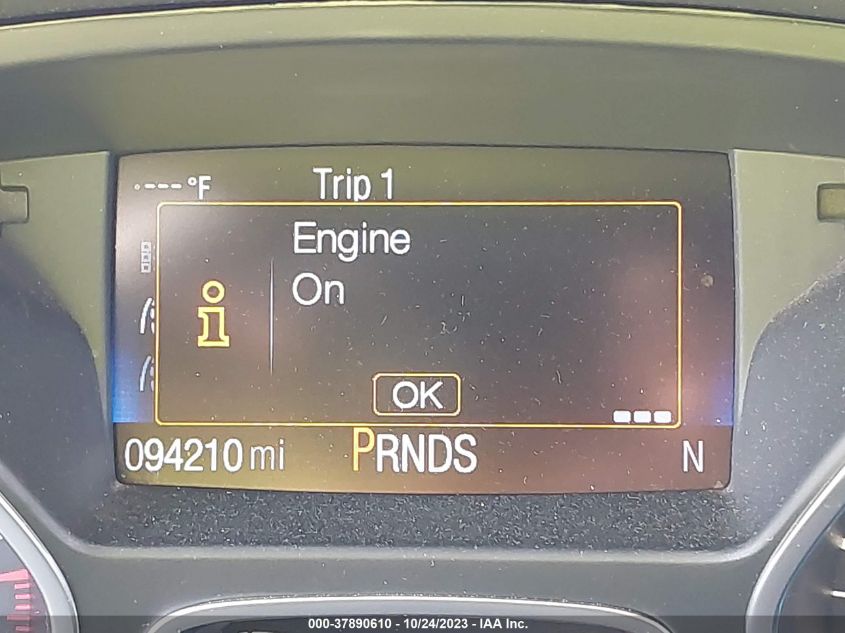 ---°F Trip 1
Engine
On
OK
094210 mi PRNDS N
000-37890610 - 10/24/2023 - IAA Inc.